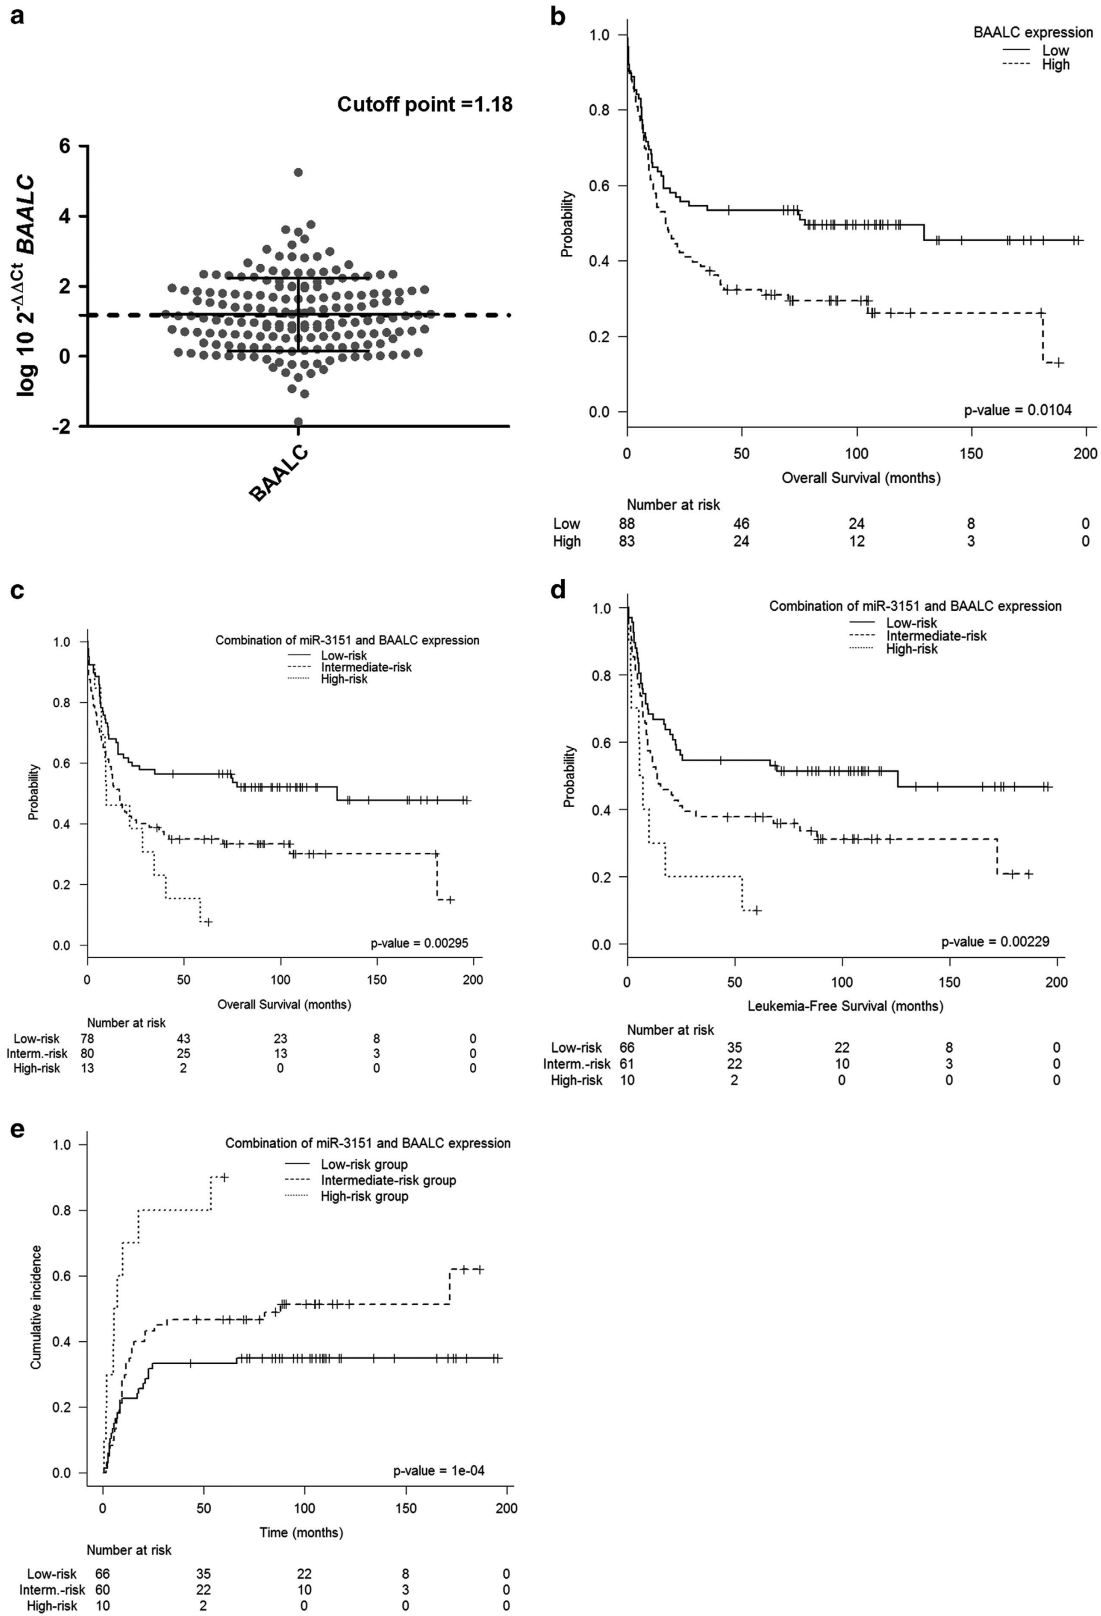 a
Cutoff point =1.18
log 10 2-ΔΔCt BAALC
6
4
2
0
-2
BAALC
b
BAALC expression
Low
High
Probability
1.0
0.8
0.6
0.4
0.2
0.0
p-value = 0.0104
0 50 100 150 200
Overall Survival (months)
Number at risk
Low 88 46 24 8 0
High 83 24 12 3 0
c
Combination of miR-3151 and BAALC expression
Low-risk
Intermediate-risk
High-risk
Probability
1.0
0.8
0.6
0.4
0.2
0.0
p-value = 0.00295
0 50 100 150 200
Overall Survival (months)
Number at risk
Low-risk 78 43 23 8 0
Interm.-risk 80 25 13 3 0
High-risk 13 2 0 0 0
d
Combination of miR-3151 and BAALC expression
Low-risk
Intermediate-risk
High-risk
Probability
1.0
0.8
0.6
0.4
0.2
0.0
p-value = 0.00229
0 50 100 150 200
Leukemia-Free Survival (months)
Number at risk
Low-risk 66 35 22 8 0
Interm.-risk 61 22 10 3 0
High-risk 10 2 0 0 0
e
Combination of miR-3151 and BAALC expression
Low-risk group
Intermediate-risk group
High-risk group
Cumulative incidence
1.0
0.8
0.6
0.4
0.2
0.0
p-value = 1e-04
0 50 100 150 200
Time (months)
Number at risk
Low-risk 66 35 22 8 0
Interm.-risk 60 22 10 3 0
High-risk 10 2 0 0 0